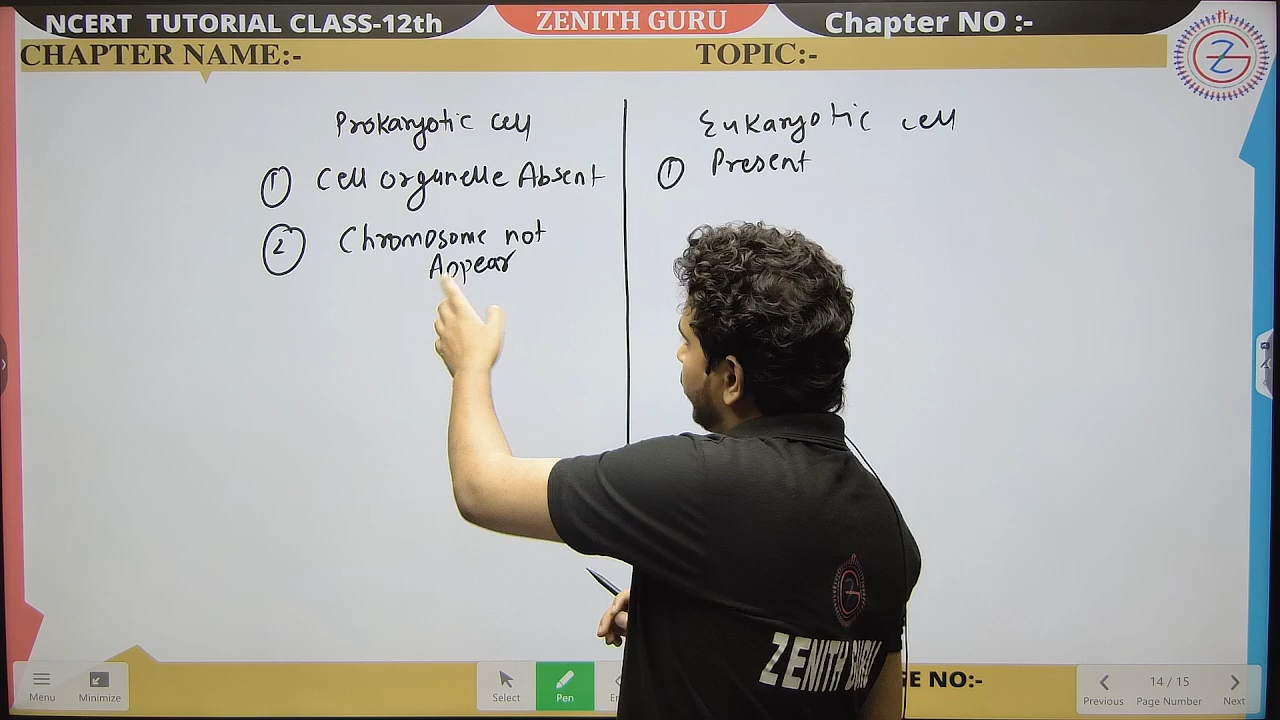 NCERT TUTORIAL CLASS-12th
ZENITH GURU
Chapter NO :-
CHAPTER NAME:-
TOPIC:-
Prokaryotic cell
Eukaryotic cell
① Cell organelle Absent
① Present
② Chromosome not
Appear
ZENITH GURU
Menu
Minimize
Select
Pen
E NO:-
Previous
14 / 15
Page Number
Next